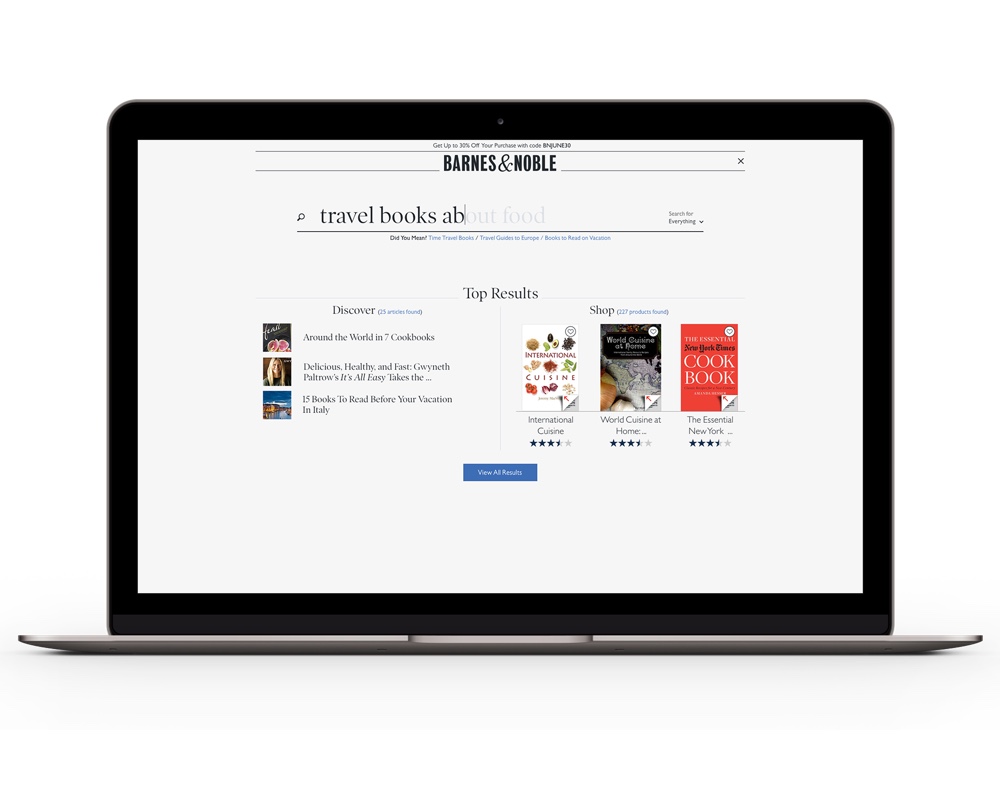 Get Up to 30% Off Your Purchase with code BNJUNE30
BARNES&NOBLE
travel books about food
Search for
Everything
Did You Mean? Time Travel Books / Travel Guides to Europe / Books to Read on Vacation
Top Results
Discover (25 articles found)
feast
Around the World in 7 Cookbooks
Delicious, Healthy, and Fast: Gwyneth
Paltrow's It's All Easy Takes the ...
15 Books To Read Before Your Vacation
In Italy
Shop (227 products found)
INTERNATIONAL
CUISINE
International
Cuisine
World Cuisine
at Home
World Cuisine at
Home: ...
THE ESSENTIAL
New York Times
COOK
BOOK
The Essential
New York ...
View All Results